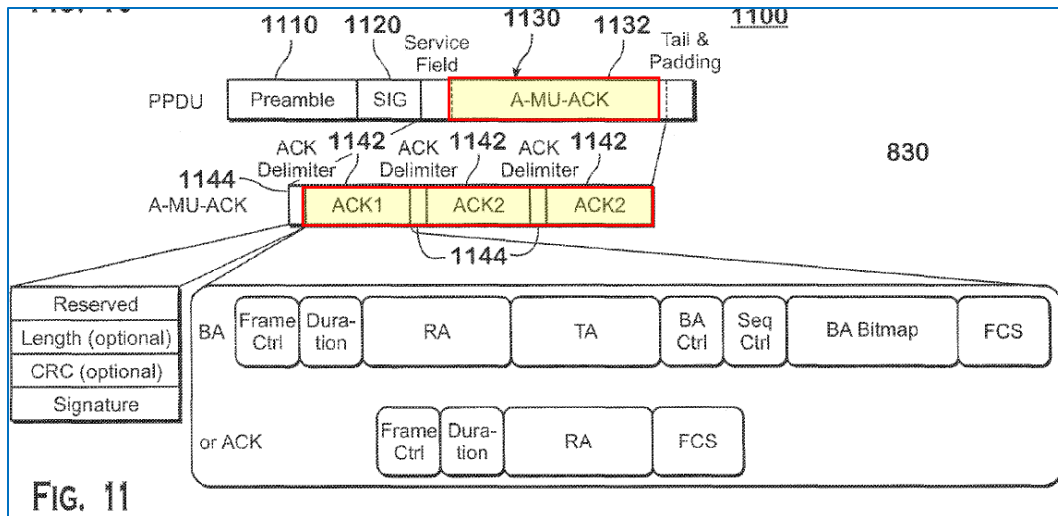 1100
1110 1120 1130 1132
Service Field
Tail & Padding
PPDU Preamble SIG A-MU-ACK
ACK Delimiter 1142 ACK Delimiter 1142 ACK Delimiter 1142
830
1144
A-MU-ACK ACK1 ACK2 ACK2
1144
Reserved
Length (optional)
CRC (optional)
Signature
BA Frame Ctrl Dura-tion RA TA BA Ctrl Seq Ctrl BA Bitmap FCS
or ACK Frame Ctrl Dura-tion RA FCS
FIG. 11